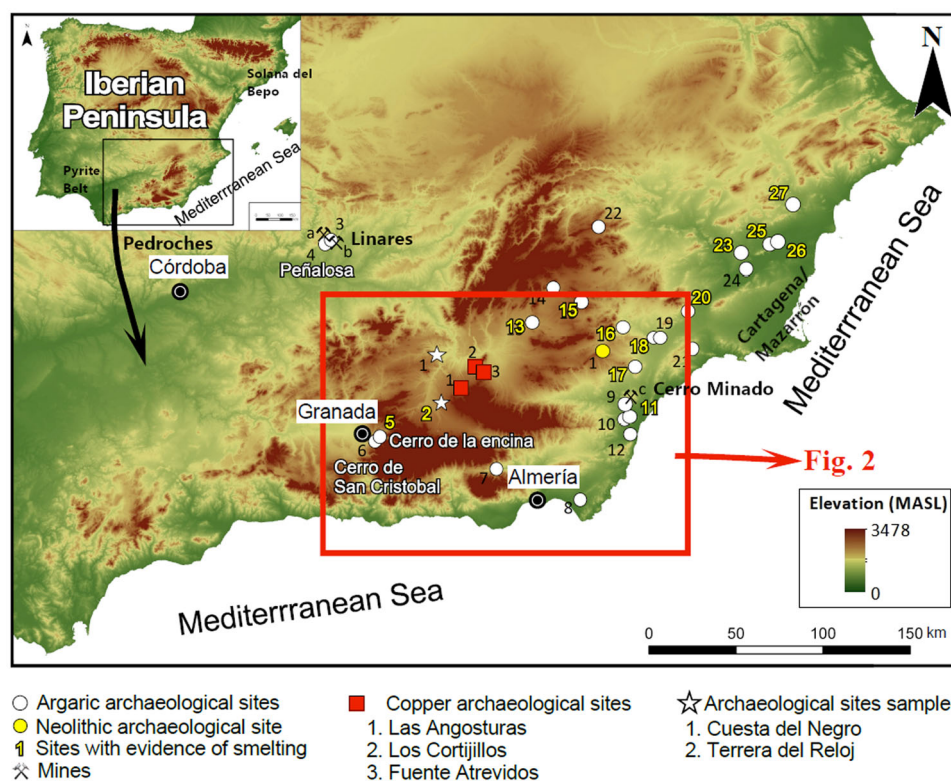 Iberian
Peninsula
Solana del
Bepo
Pyrite
Belt
Mediterrranean Sea
N
Pedroches
Córdoba
a
3
4
b
Linares
Peñalosa
22
27
25
26
23
24
Cartagena/
Mazarrón
Mediterrranean Sea
14
15
20
13
16
19
18
21
1
17
1
2
3
1
2
c
Cerro Minado
9
11
10
12
Granada
5
Cerro de la encina
6
Cerro de
San Cristobal
7
Almería
8
Fig. 2
Elevation (MASL)
3478
0
Mediterrranean Sea
0 50 100 150 km
Argaric archaeological sites
Neolithic archaeological site
1 Sites with evidence of smelting
Mines
Copper archaeological sites
1. Las Angosturas
2. Los Cortijillos
3. Fuente Atrevidos
Archaeological sites sample
1. Cuesta del Negro
2. Terrera del Reloj